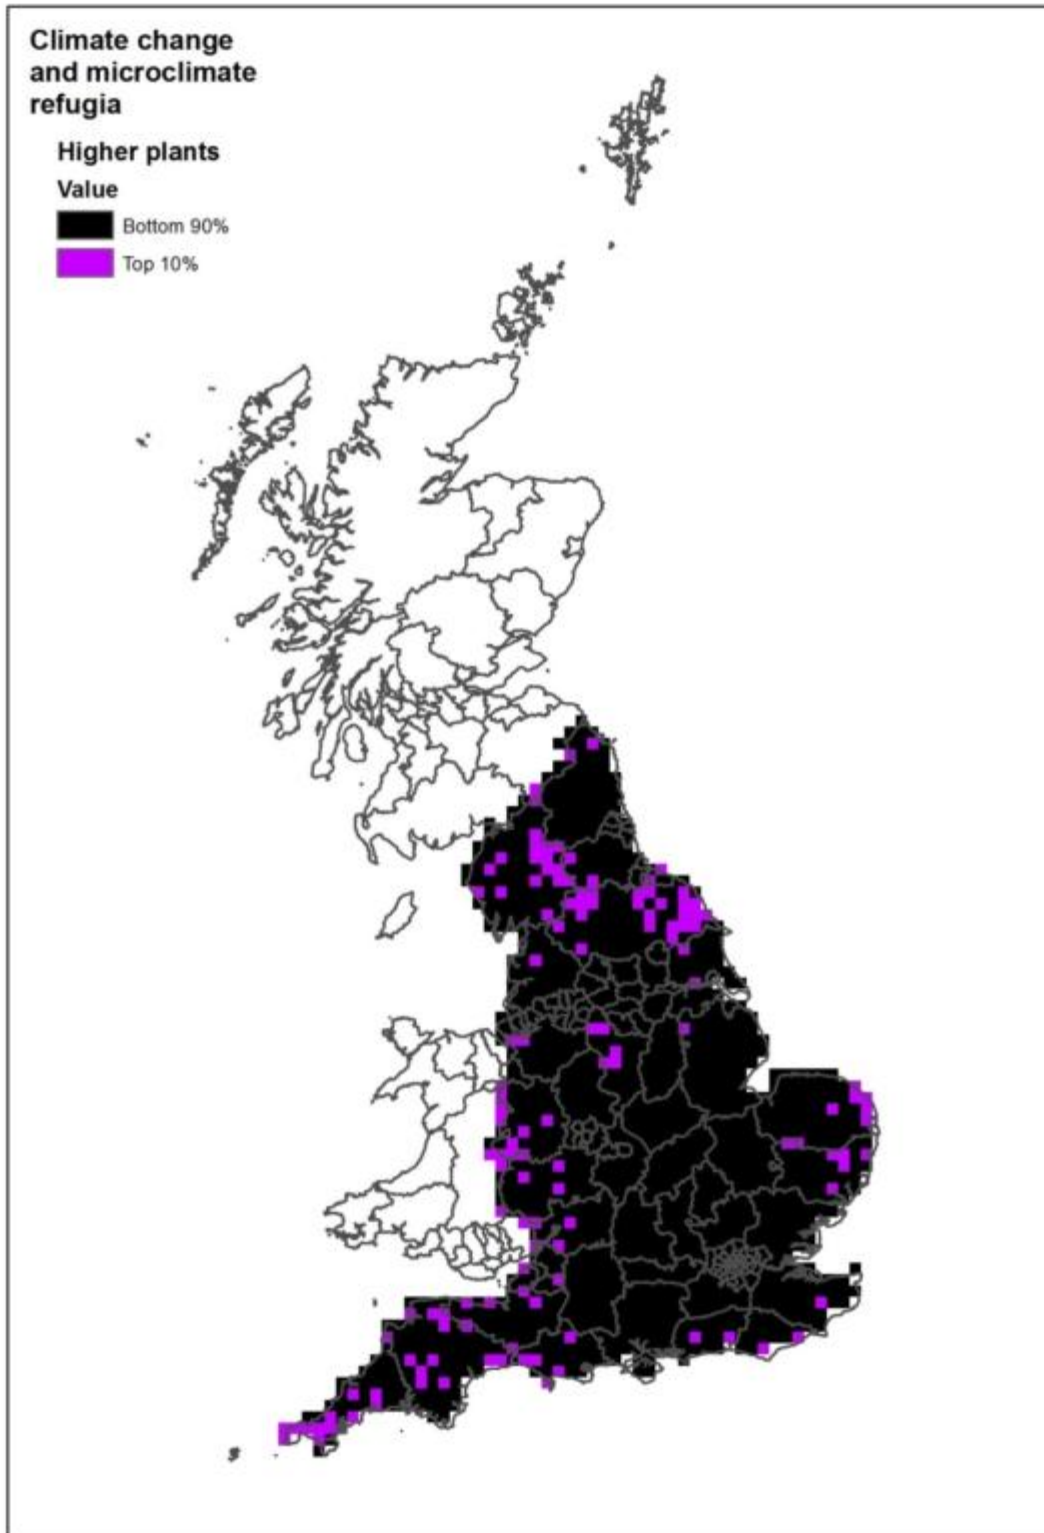 Climate change
and microclimate
refugia
Higher plants
Value
Bottom 90%
Top 10%